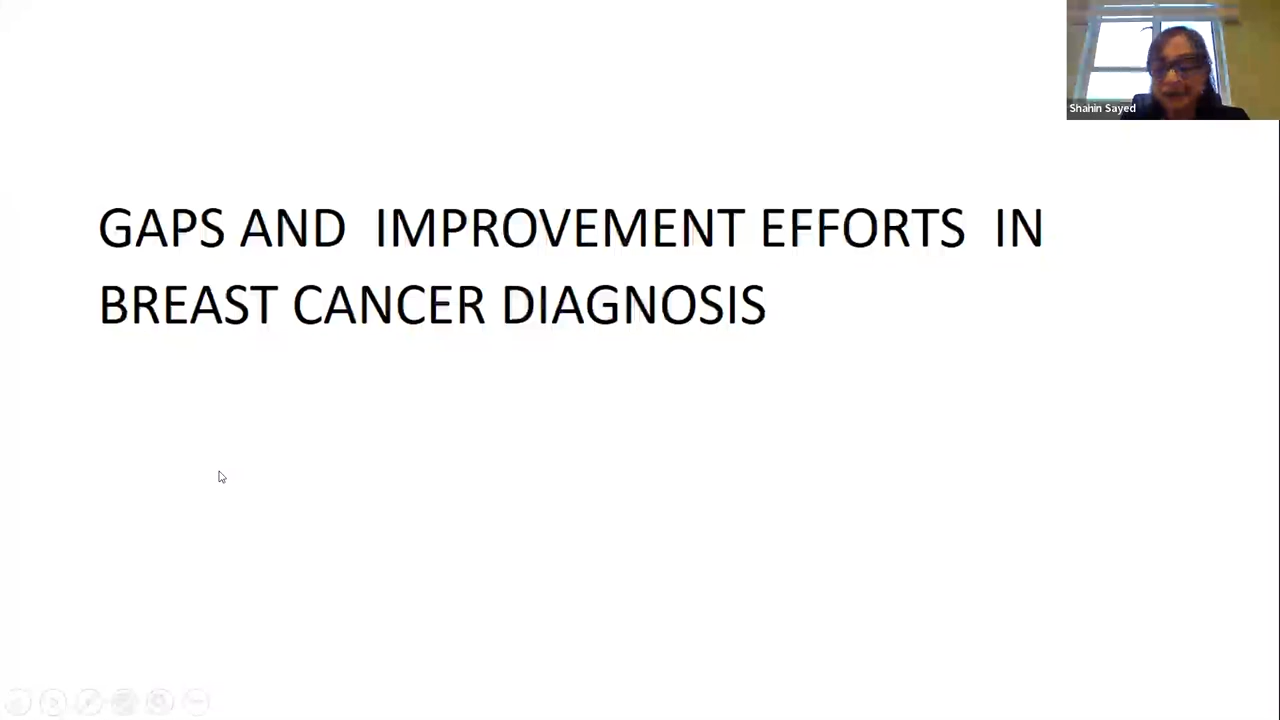 Shahin Sayed
GAPS AND IMPROVEMENT EFFORTS IN
BREAST CANCER DIAGNOSIS